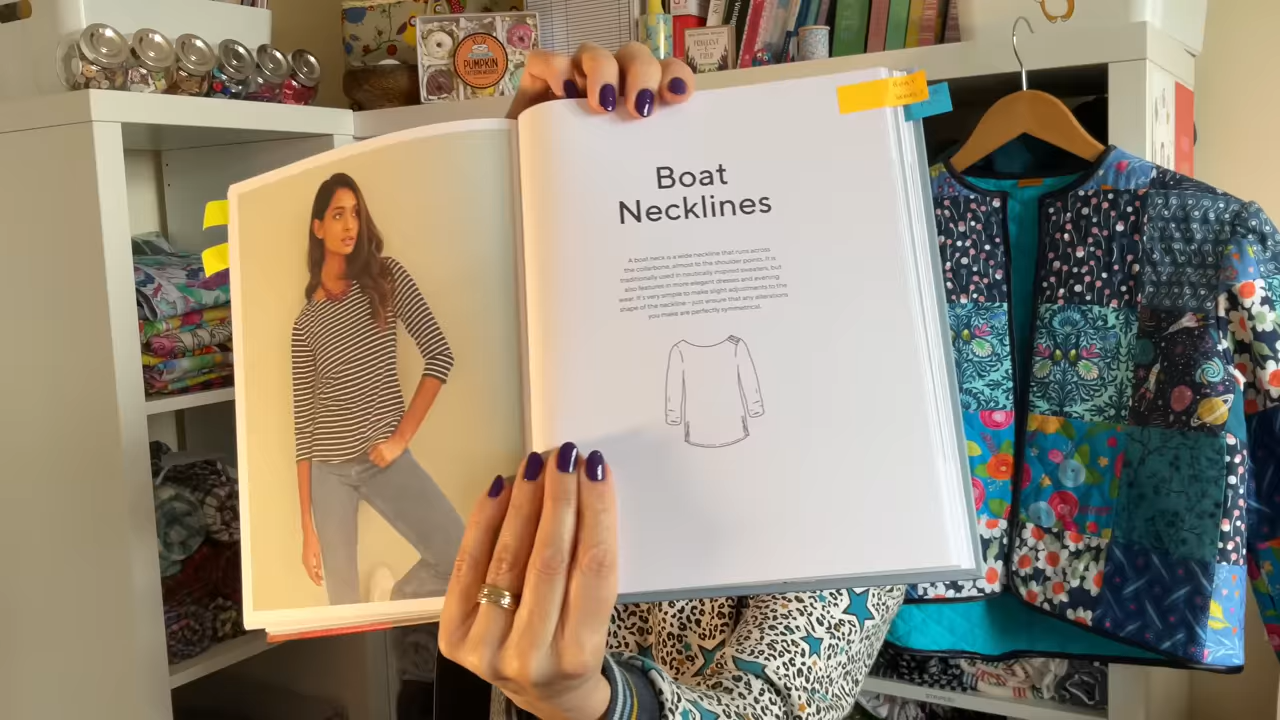 PUMPKIN
Boat
Necklines
A boat neck is a wide neckline that runs across
the collarbone, almost to the shoulder points. It is
traditionally used in nautically inspired sweaters, but
also features in more elegant dresses and evening
wear. It's very simple to make slight adjustments to the
shape of the neckline – just ensure that any alterations
you make are perfectly symmetrical.